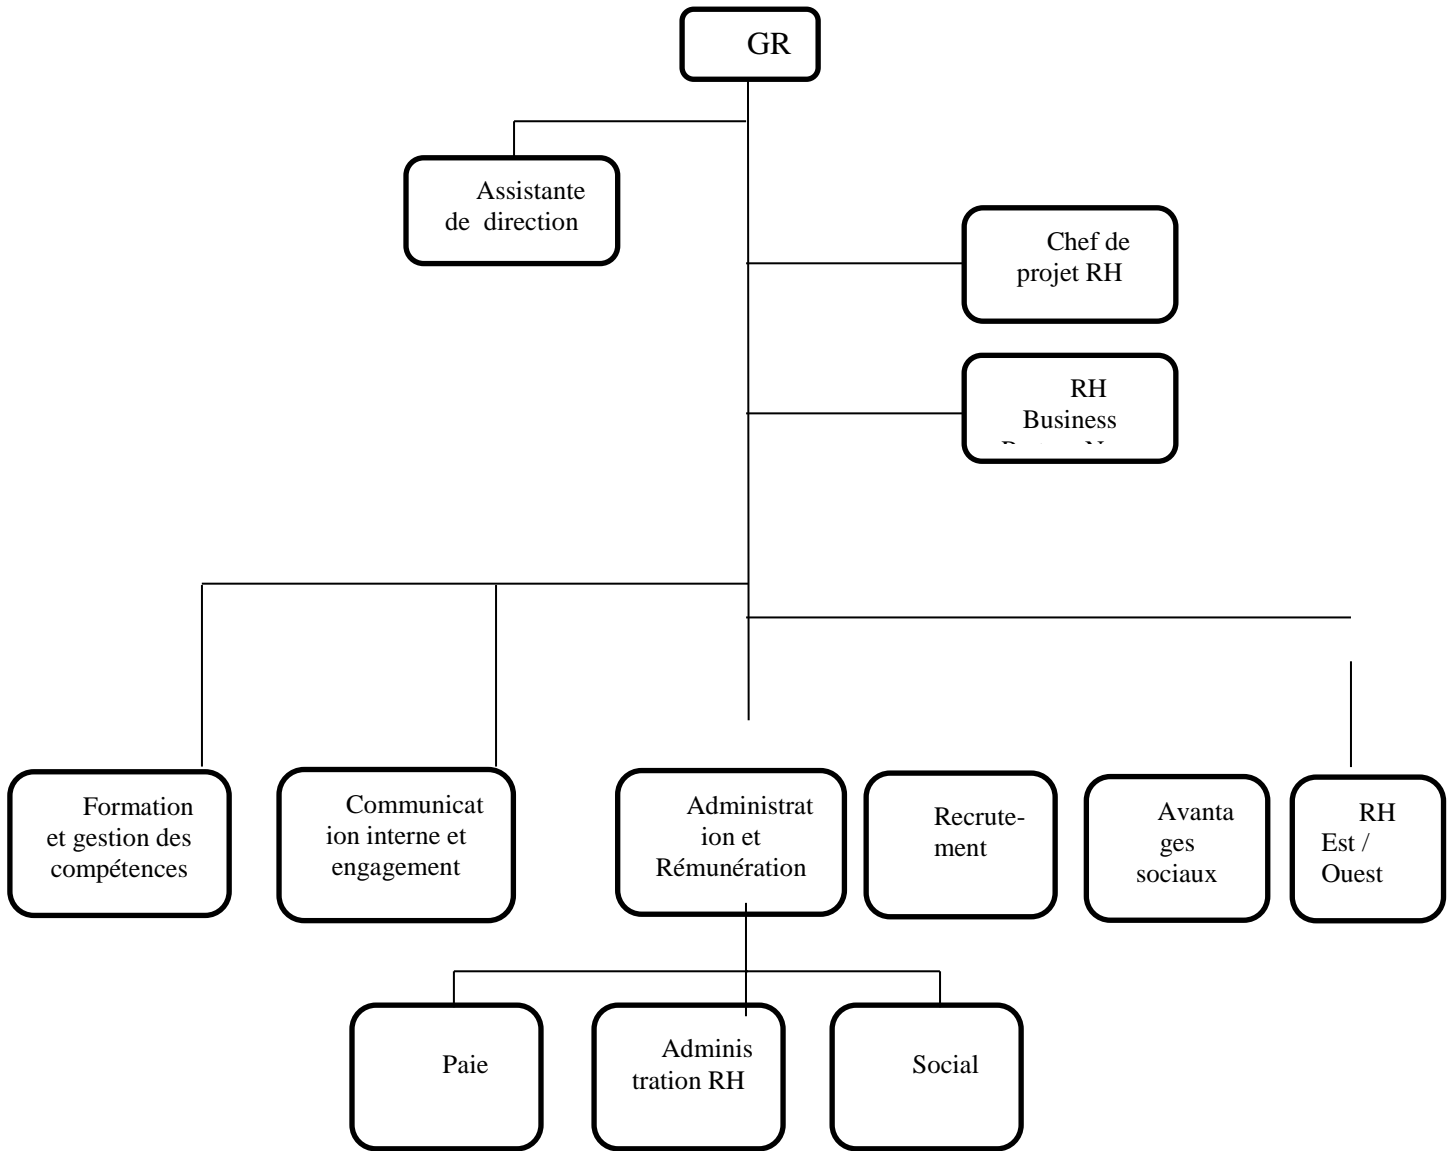 GR
Assistante
de direction
Chef de
projet RH
RH
Business
Formation
et gestion des
compétences
Communicat
ion interne et
engagement
Administrat
ion et
Rémunération
Recrute-
ment
Avanta
ges
sociaux
RH
Est /
Ouest
Paie
Adminis
tration RH
Social